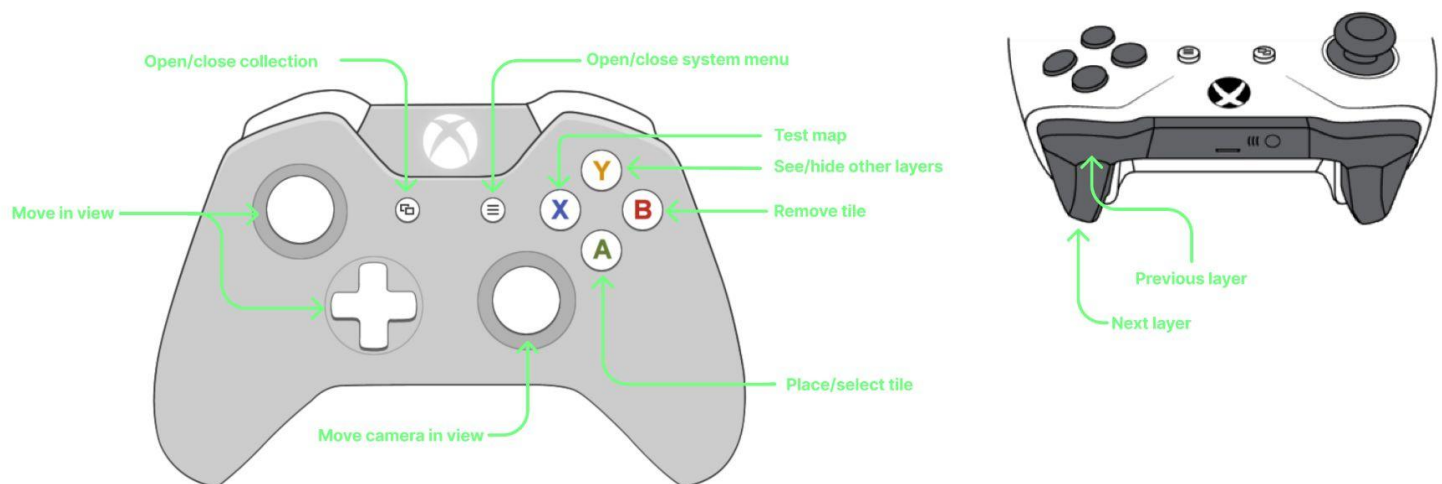 Open/close collection
Open/close system menu
Test map
Y
See/hide other layers
Move in view
X
B
Remove tile
A
Previous layer
Next layer
Place/select tile
Move camera in view